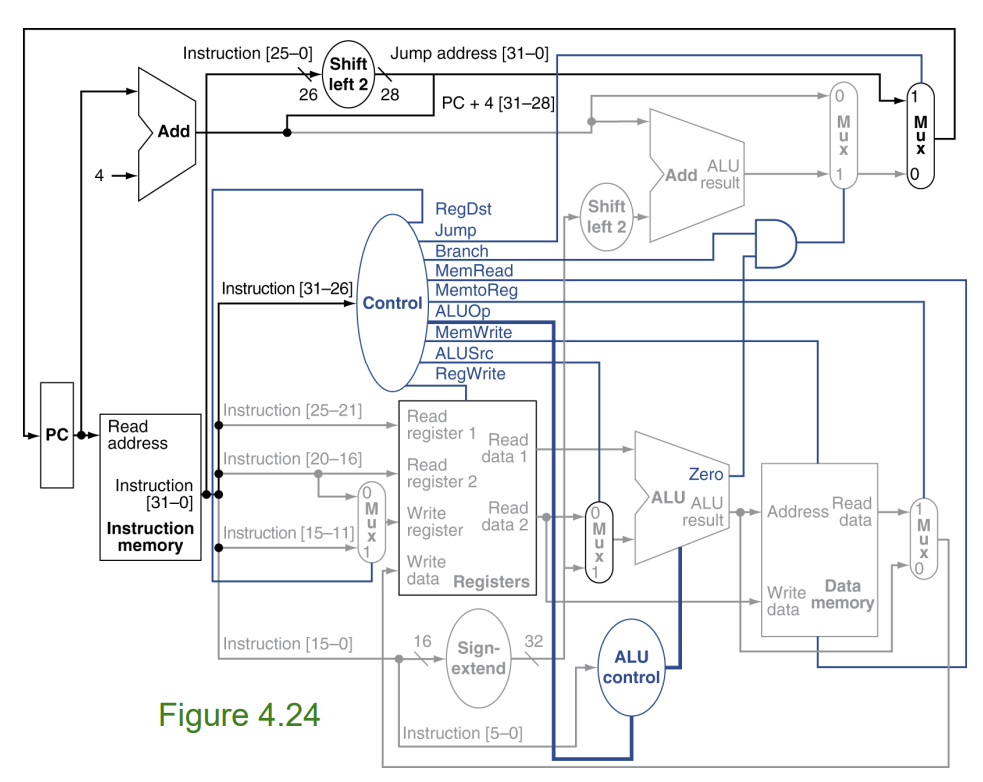 Instruction [25–0]
Jump address [31–0]
Shift
left 2
26
28
PC + 4 [31–28]
Add
4
0
M
u
x
1
1
M
u
x
0
Add
ALU
result
Shift
left 2
RegDst
Jump
Branch
MemRead
MemtoReg
ALUOp
MemWrite
ALUSrc
RegWrite
Instruction [31–26]
Control
PC
Read
address
Instruction
[31–0]
Instruction
memory
Instruction [25–21]
Instruction [20–16]
Instruction [15–11]
0
M
u
x
1
Read
register 1
Read
register 2
Write
register
Write
data
Read
data 1
Read
data 2
Registers
0
M
u
x
1
Zero
ALU
ALU
result
Address
Read
data
Write
data
Data
memory
1
M
u
x
0
Instruction [15–0]
16
Sign-
extend
32
ALU
control
Instruction [5–0]
Figure 4.24